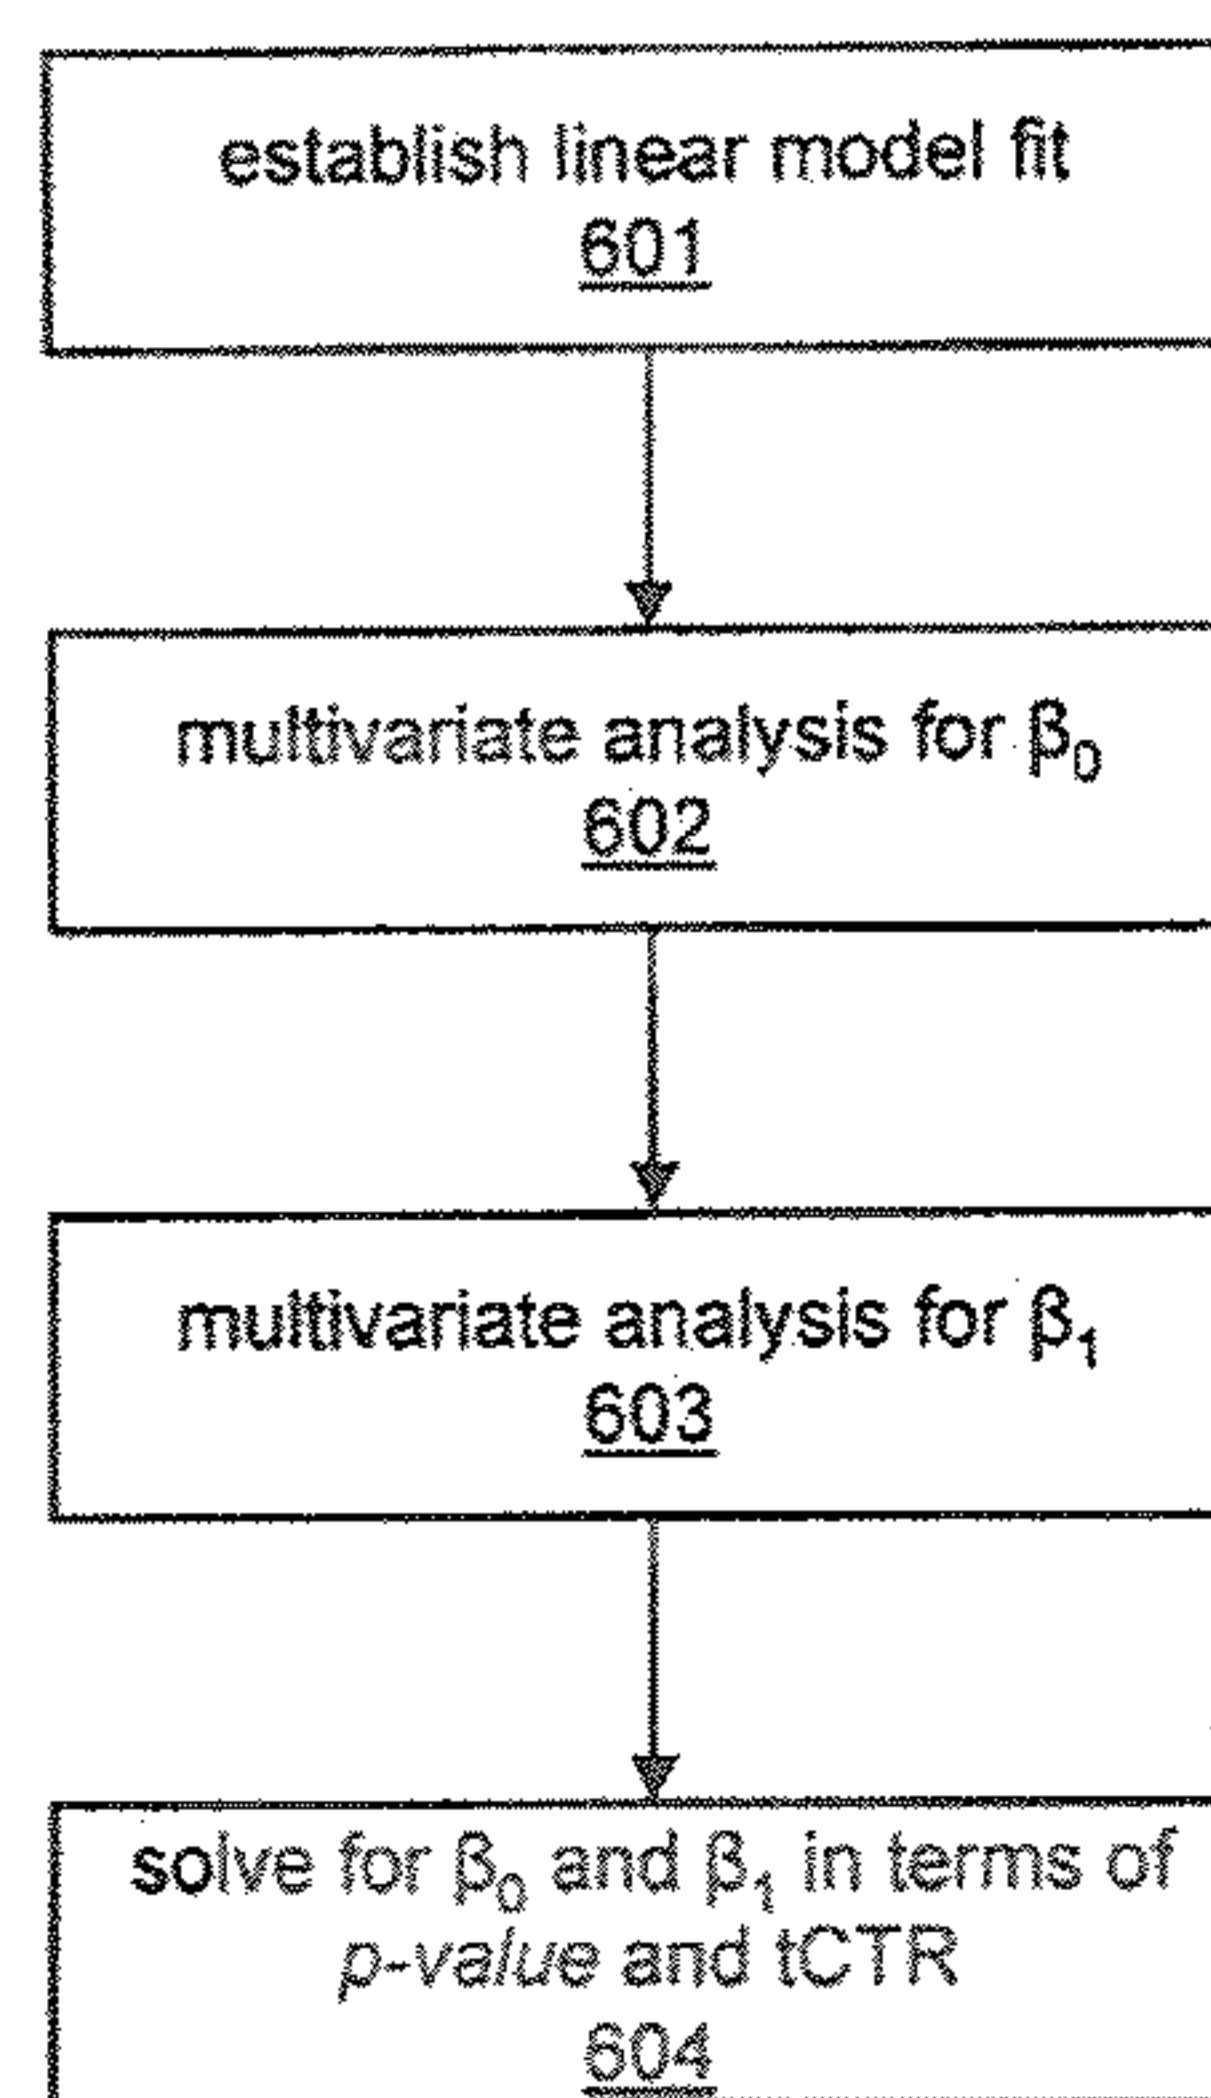 establish linear model fit
601
multivariate analysis for β₀
602
multivariate analysis for β₁
603
solve for β₀ and β₁ in terms of
p-value and tCTR
604